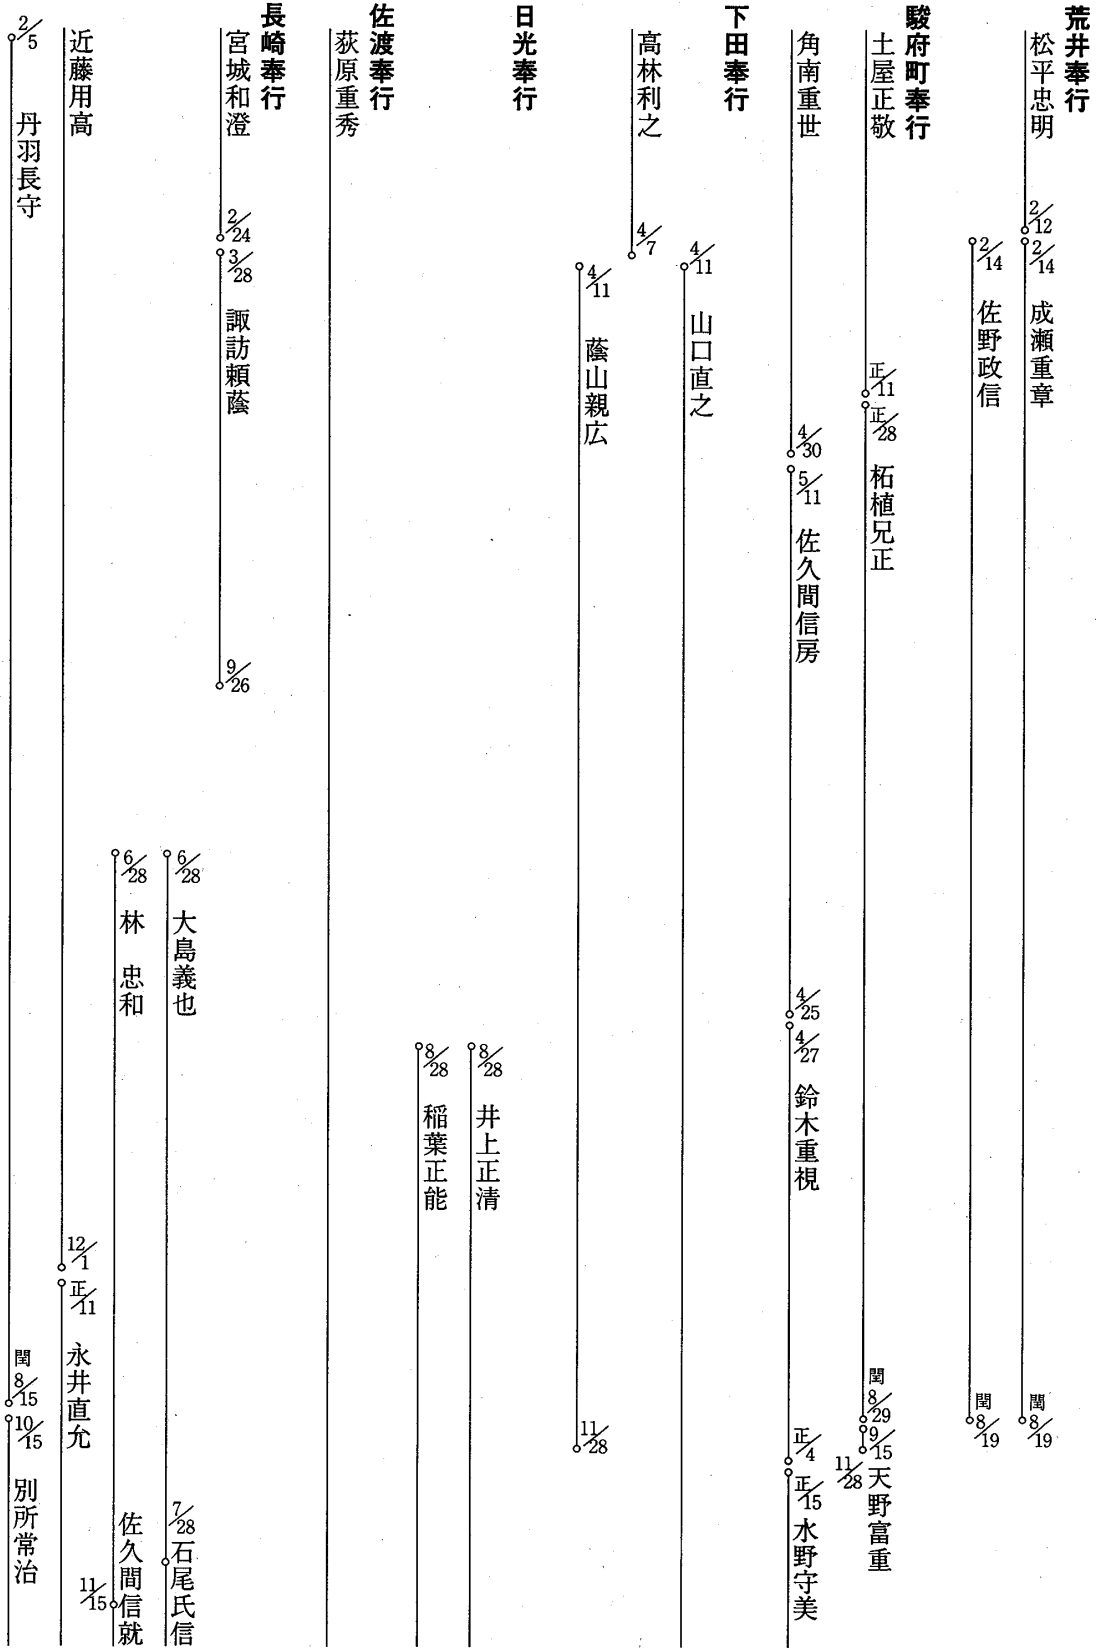 荒井奉行
松平忠明
2/12
2/14
成瀬重章
閏8/19
2/14
佐野政信
閏8/19
駿府町奉行
土屋正敬
正/11
正/28
柘植兄正
閏8/29
9/15
天野富重
11/28
角南重世
4/30
5/11
佐久間信房
4/25
4/27
鈴木重視
正/4
正/15
水野守美
下田奉行
4/11
山口直之
高林利之
4/7
4/11
蔭山親広
11/28
日光奉行
8/28
井上正清
8/28
稲葉正能
佐渡奉行
荻原重秀
長崎奉行
宮城和澄
2/24
3/28
諏訪頼蔭
9/26
6/28
大島義也
7/28
石尾氏信
6/28
林 忠和
11/15
佐久間信就
近藤用高
12/1
正/11
永井直允
2/5
丹羽長守
閏8/15
10/15
別所常治